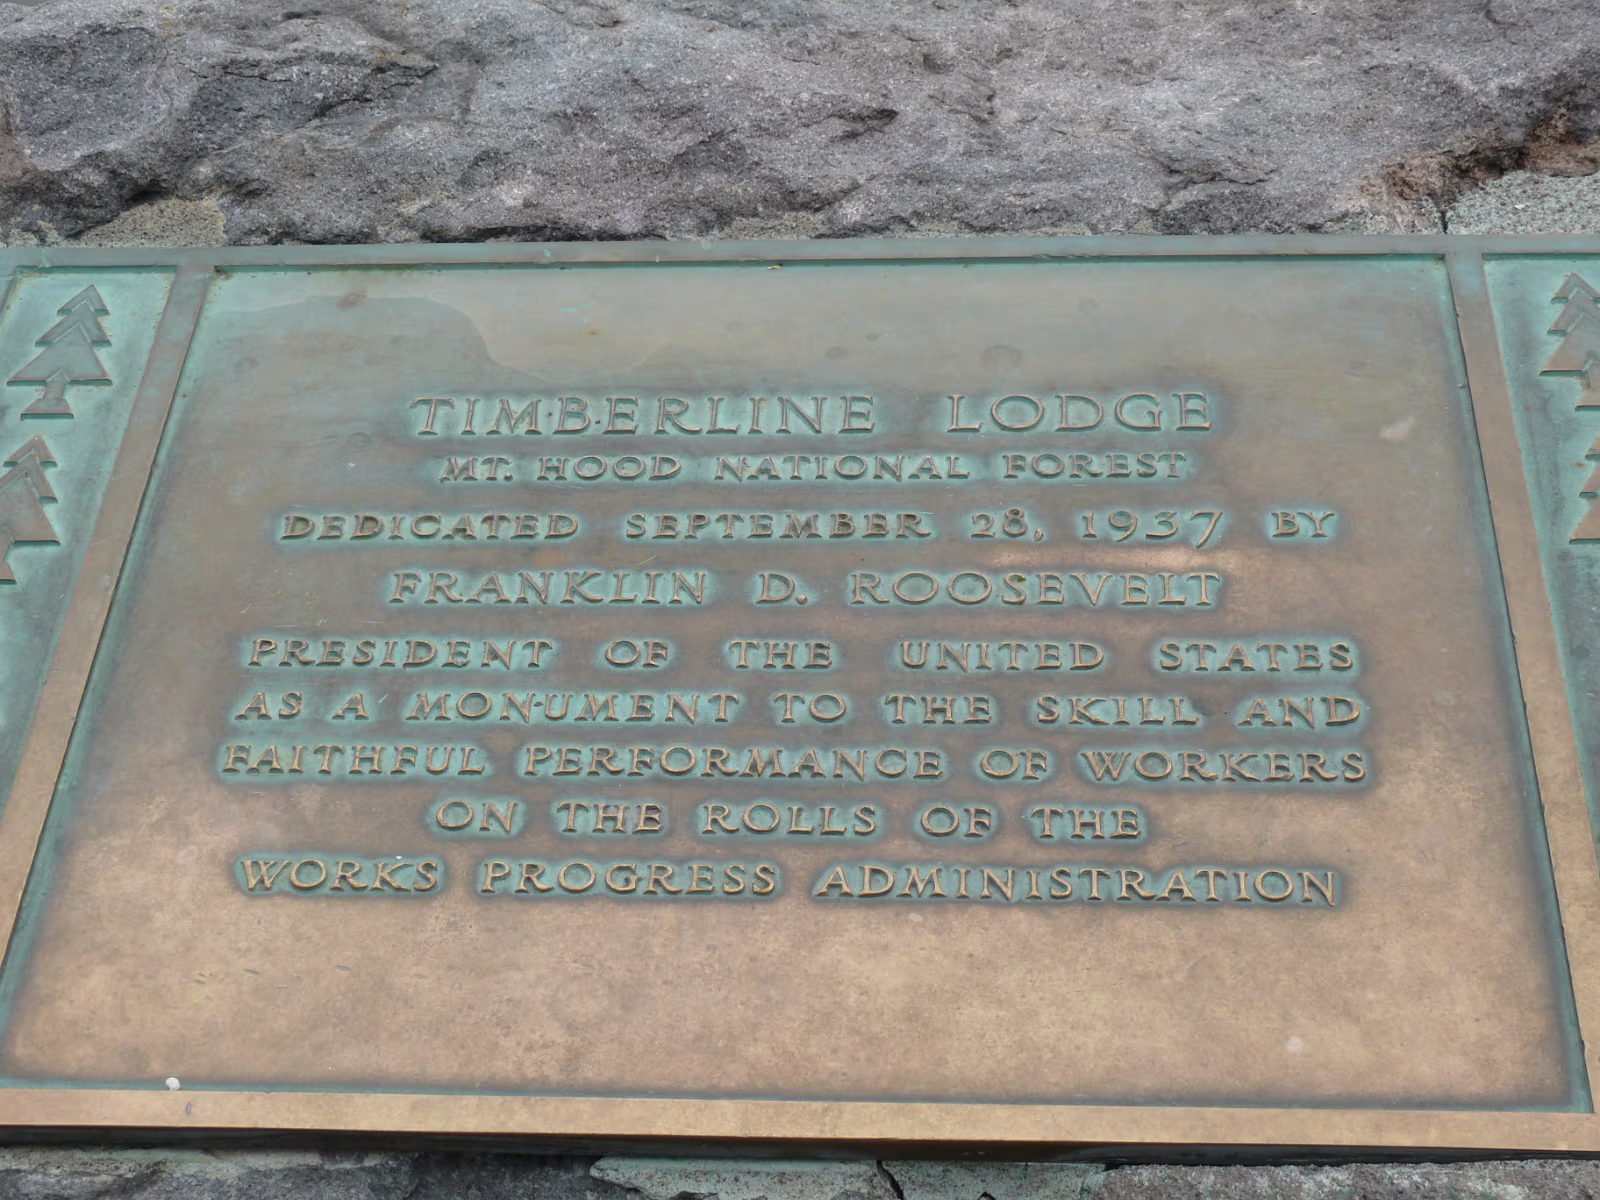 TIMBERLINE LODGE
MT. HOOD NATIONAL FOREST
DEDICATED SEPTEMBER 28, 1937 BY
FRANKLIN D. ROOSEVELT
PRESIDENT OF THE UNITED STATES
AS A MONUMENT TO THE SKILL AND
FAITHFUL PERFORMANCE OF WORKERS
ON THE ROLLS OF THE
WORKS PROGRESS ADMINISTRATION